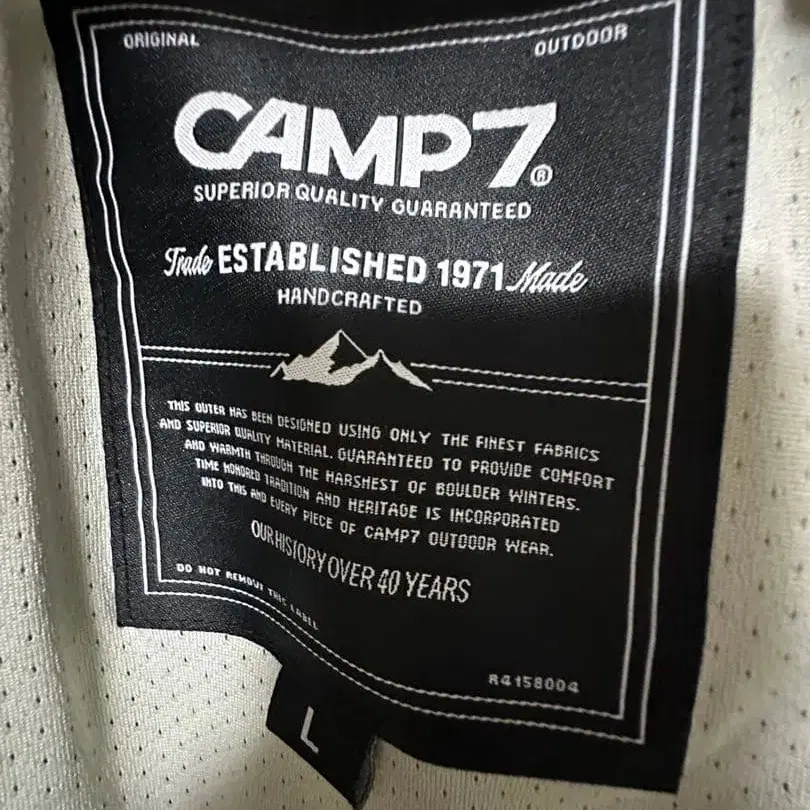 ORIGINAL OUTDOOR
CAMP7®
SUPERIOR QUALITY GUARANTEED
Trade ESTABLISHED 1971 Made
HANDCRAFTED
THIS OUTER HAS BEEN DESIGNED USING ONLY THE FINEST FABRICS
AND SUPERIOR QUALITY MATERIAL. GUARANTEED TO PROVIDE COMFORT
AND WARMTH THROUGH THE HARSHEST OF BOULDER WINTERS.
TIME HONORED TRADITION AND HERITAGE IS INCORPORATED
INTO THIS AND EVERY PIECE OF CAMP7 OUTDOOR WEAR.
OUR HISTORY OVER 40 YEARS
DO NOT REMOVE THIS LABEL
R4158004
L